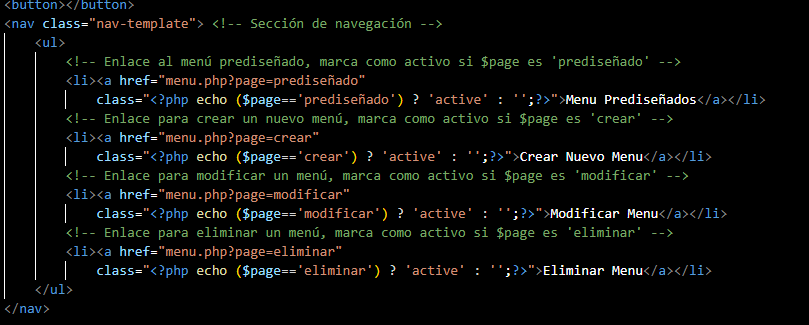 <button></button>
<nav class="nav-template"> <!-- Sección de navegación -->
<ul>
<!-- Enlace al menú prediseñado, marca como activo si $page es 'prediseñado' -->
<li><a href="menu.php?page=prediseñado"
class="<?php echo ($page=='prediseñado') ? 'active' : '';?>">Menu Prediseñados</a></li>
<!-- Enlace para crear un nuevo menú, marca como activo si $page es 'crear' -->
<li><a href="menu.php?page=crear"
class="<?php echo ($page=='crear') ? 'active' : '';?>">Crear Nuevo Menu</a></li>
<!-- Enlace para modificar un menú, marca como activo si $page es 'modificar' -->
<li><a href="menu.php?page=modificar"
class="<?php echo ($page=='modificar') ? 'active' : '';?>">Modificar Menu</a></li>
<!-- Enlace para eliminar un menú, marca como activo si $page es 'eliminar' -->
<li><a href="menu.php?page=eliminar"
class="<?php echo ($page=='eliminar') ? 'active' : '';?>">Eliminar Menu</a></li>
</ul>
</nav>